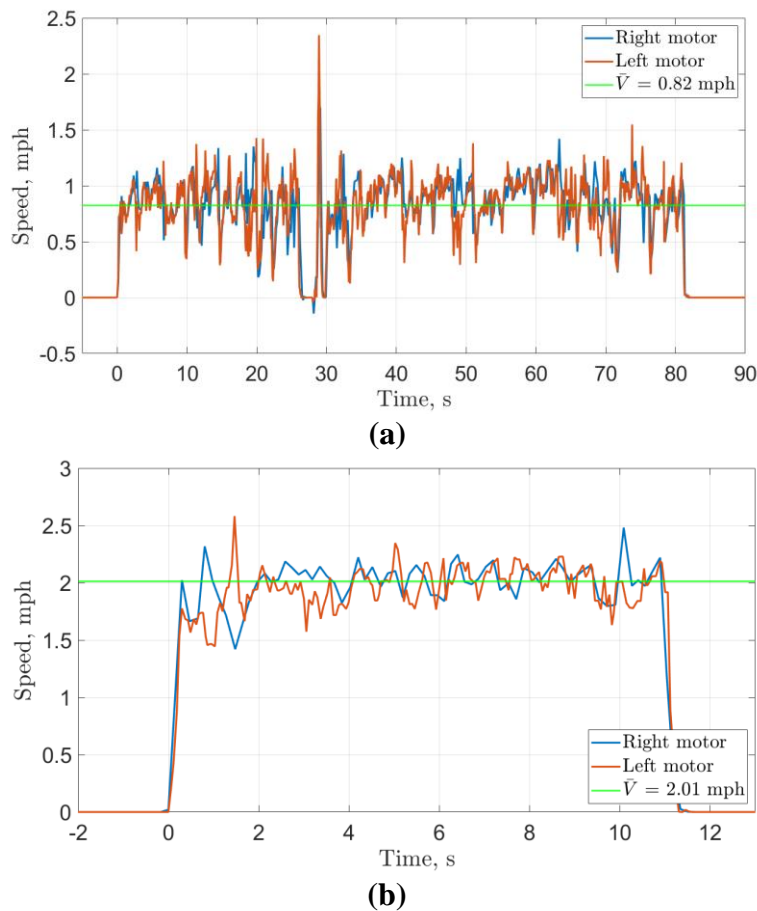 2.5
2
1.5
1
0.5
0
-0.5
Speed, mph
Right motor
Left motor
V̄ = 0.82 mph
0 10 20 30 40 50 60 70 80 90
Time, s
(a)
3
2.5
2
1.5
1
0.5
0
Speed, mph
Right motor
Left motor
V̄ = 2.01 mph
-2 0 2 4 6 8 10 12
Time, s
(b)